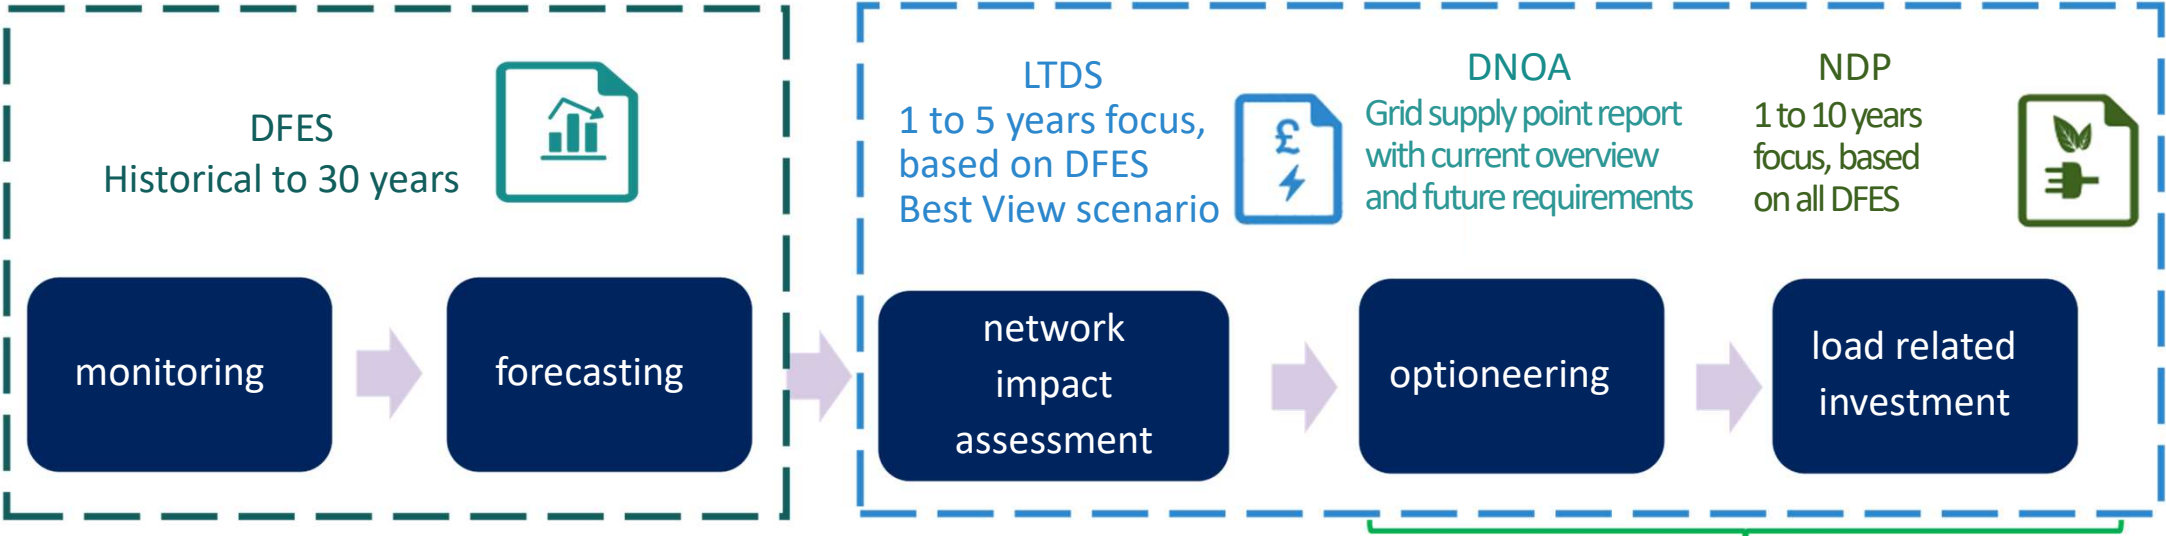 DFES
Historical to 30 years
LTDS
1 to 5 years focus,
based on DFES
Best View scenario
£
DNOA
Grid supply point report
with current overview
and future requirements
NDP
1 to 10 years
focus, based
on all DFES
monitoring
forecasting
network
impact
assessment
optioneering
load related
investment